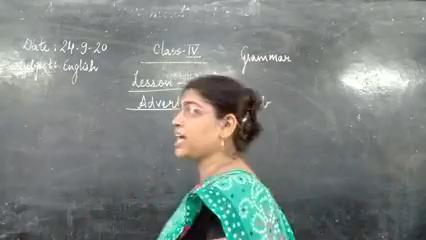 Date : 24.9.20
Class - IV
Grammar
Subject: English
Lesson -
Adverb